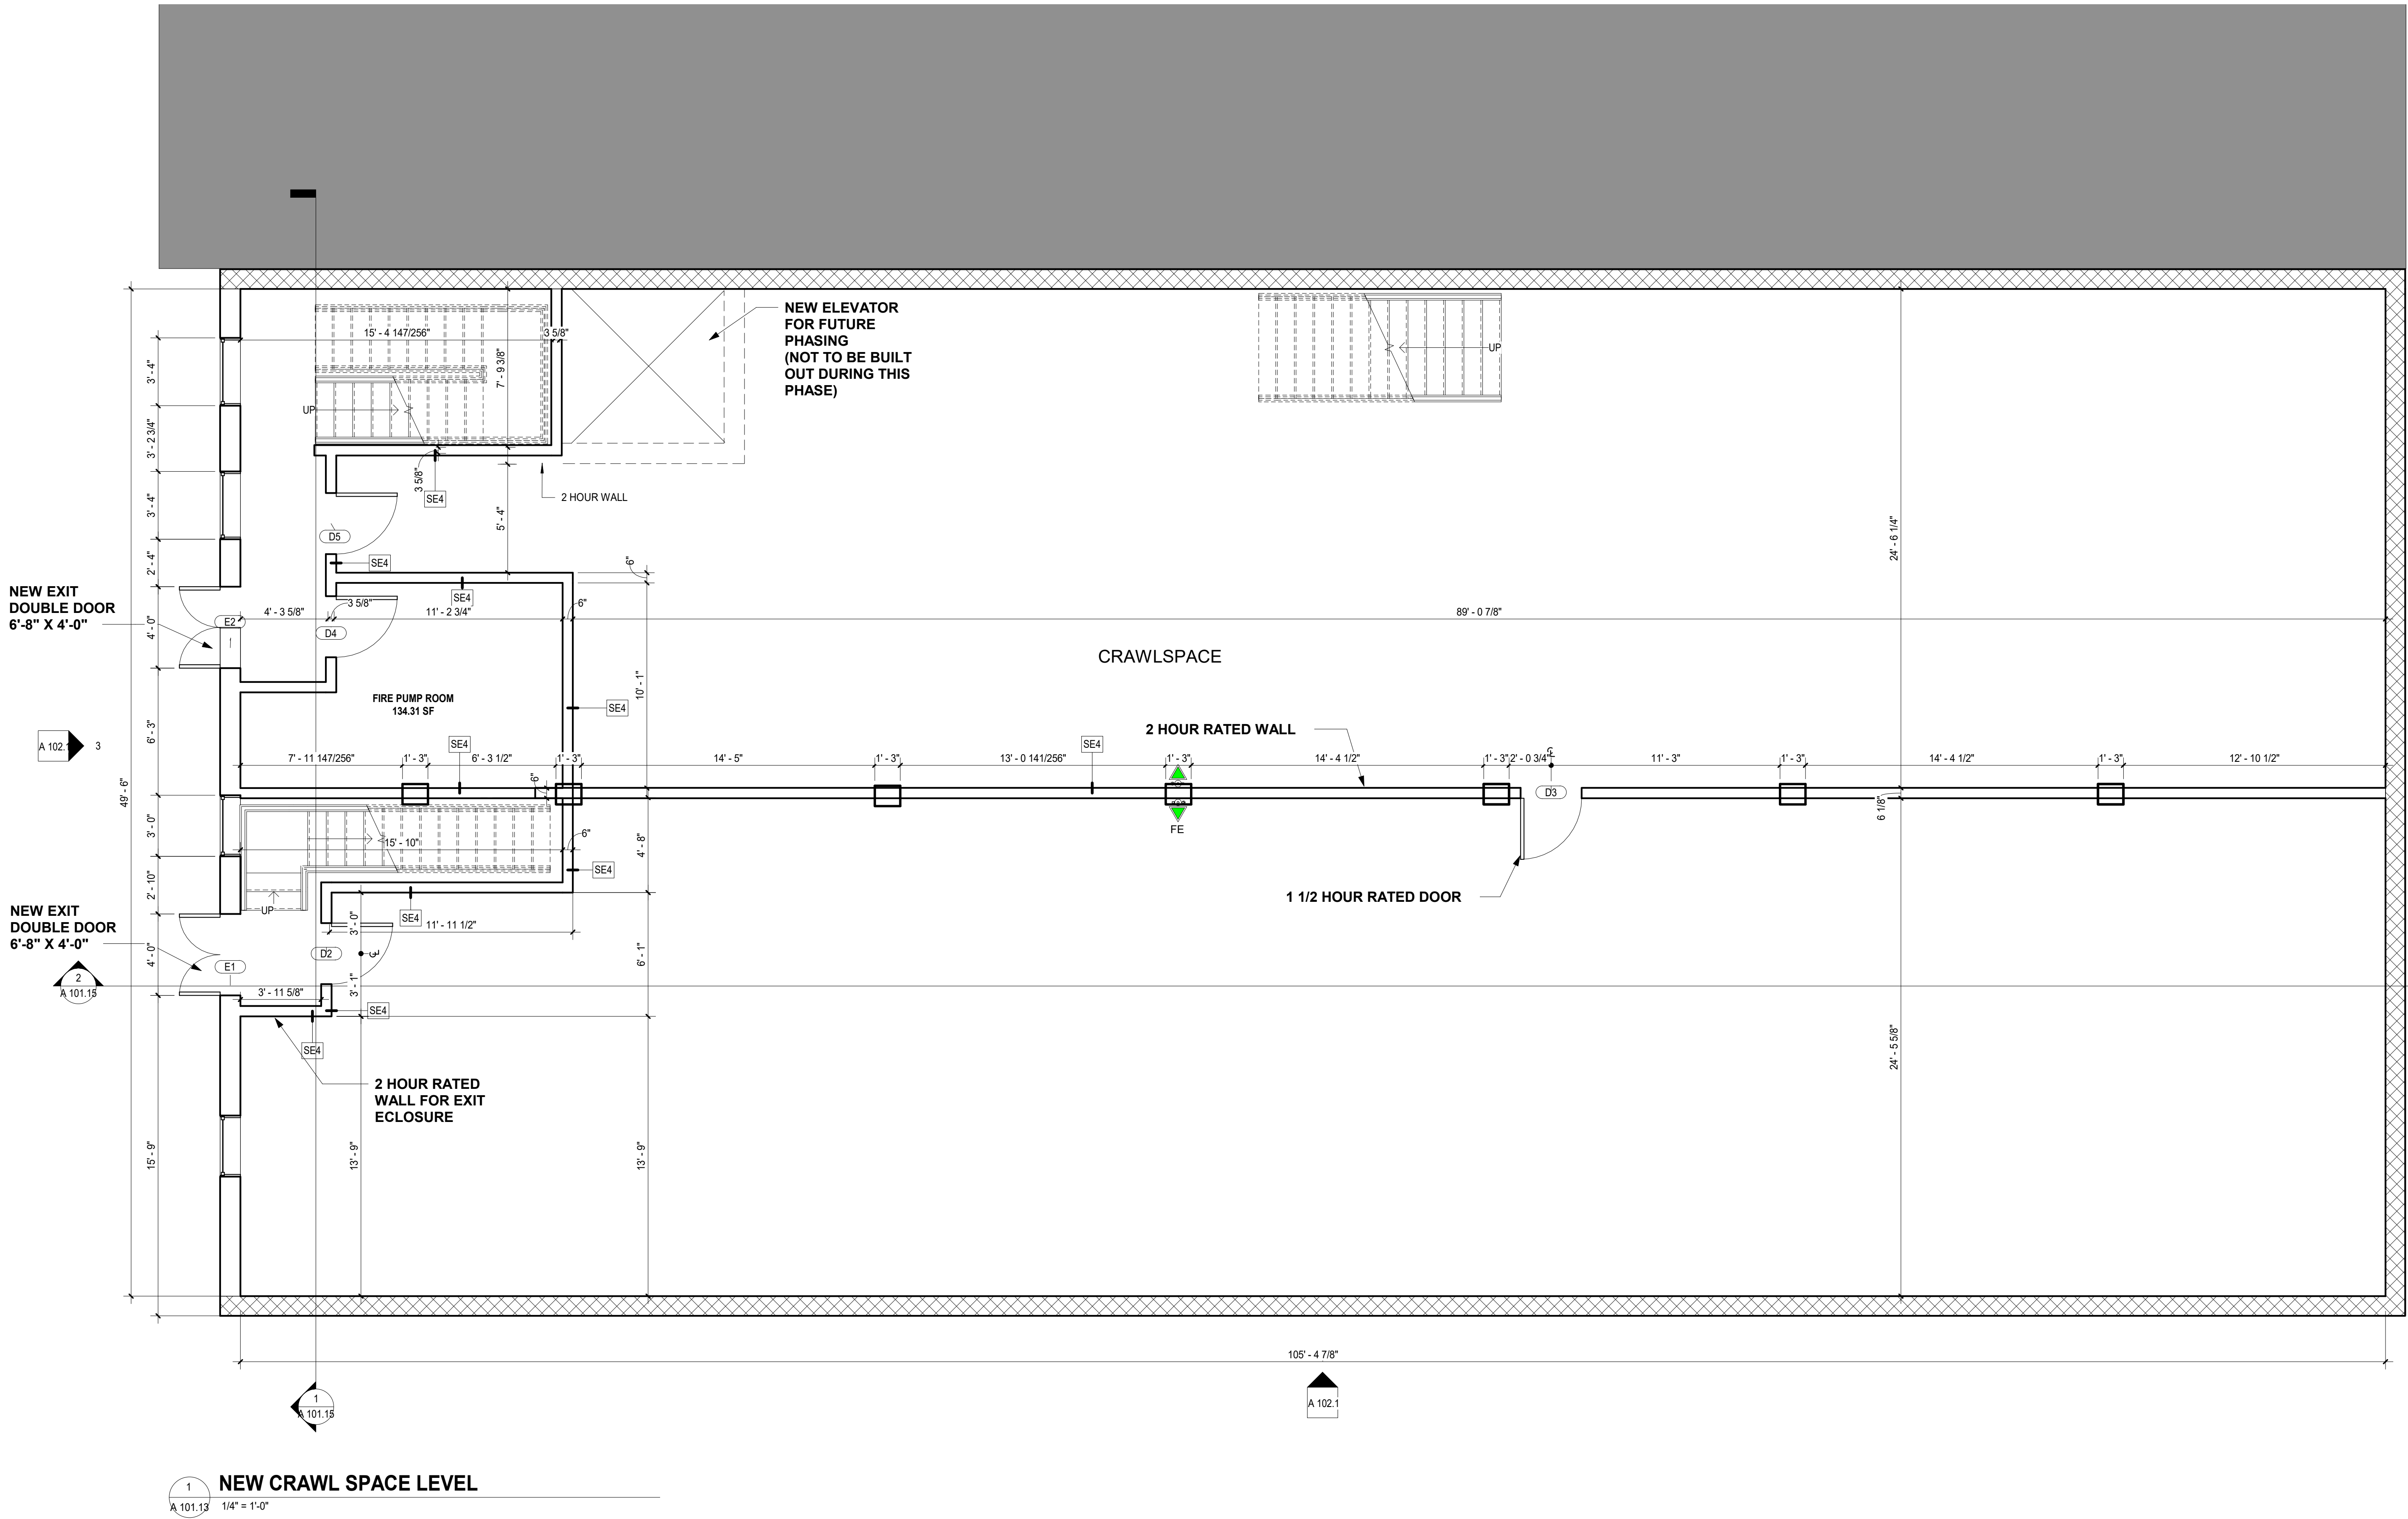 NEW ELEVATOR
FOR FUTURE
PHASING
(NOT TO BE BUILT
OUT DURING THIS
PHASE)
15' - 4 147/256"
3 5/8"
7' - 9 3/8"
UP
UP
3' - 4"
3' - 2 3/4"
3' - 4"
2' - 4"
4' - 0"
6' - 3"
3' - 0"
2' - 10"
4' - 0"
15' - 9"
49' - 6"
3 5/8"
SE4
2 HOUR WALL
5' - 4"
D5
SE4
SE4
6"
24' - 6 1/4"
NEW EXIT
DOUBLE DOOR
6'-8" X 4'-0"
E2
4' - 3 5/8"
3 5/8"
11' - 2 3/4"
6"
89' - 0 7/8"
D4
CRAWLSPACE
10' - 1"
FIRE PUMP ROOM
134.31 SF
SE4
A 102.1
3
SE4
SE4
2 HOUR RATED WALL
7' - 11 147/256"
1' - 3"
6' - 3 1/2"
1' - 3"
14' - 5"
1' - 3"
13' - 0 141/256"
1' - 3"
14' - 4 1/2"
1' - 3"
2' - 0 3/4"
11' - 3"
1' - 3"
14' - 4 1/2"
1' - 3"
12' - 10 1/2"
6"
D3
6 1/8"
FE
15' - 10"
6"
4' - 8"
SE4
1 1/2 HOUR RATED DOOR
UP
SE4
11' - 11 1/2"
3' - 0"
NEW EXIT
DOUBLE DOOR
6'-8" X 4'-0"
E1
D2
6' - 1"
3' - 1"
2
A 101.15
3' - 11 5/8"
SE4
SE4
24' - 5 5/8"
2 HOUR RATED
WALL FOR EXIT
ECLOSURE
13' - 9"
13' - 9"
105' - 4 7/8"
1
A 101.15
A 102.1
1
A 101.13
NEW CRAWL SPACE LEVEL
1/4" = 1'-0"